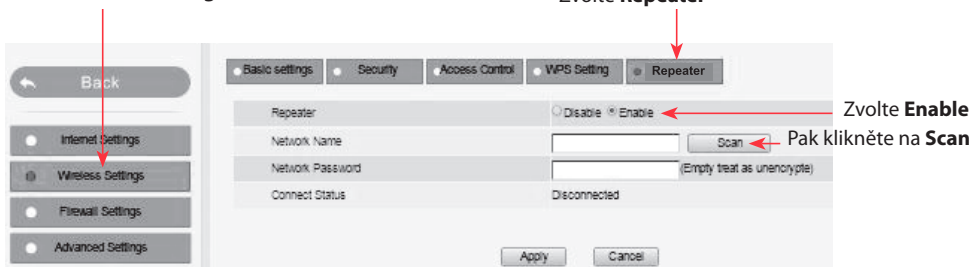 Zvolte Repeater
Back
Basic settings
Security
Access Control
WPS Setting
Repeater
Repeater
Disable
Enable
Zvolte Enable
Internet Settings
Network Name
Scan
Pak klikněte na Scan
Wireless Settings
Network Password
(Empty treat as unencrypte)
Connect Status
Disconnected
Firewall Settings
Advanced Settings
Apply
Cancel